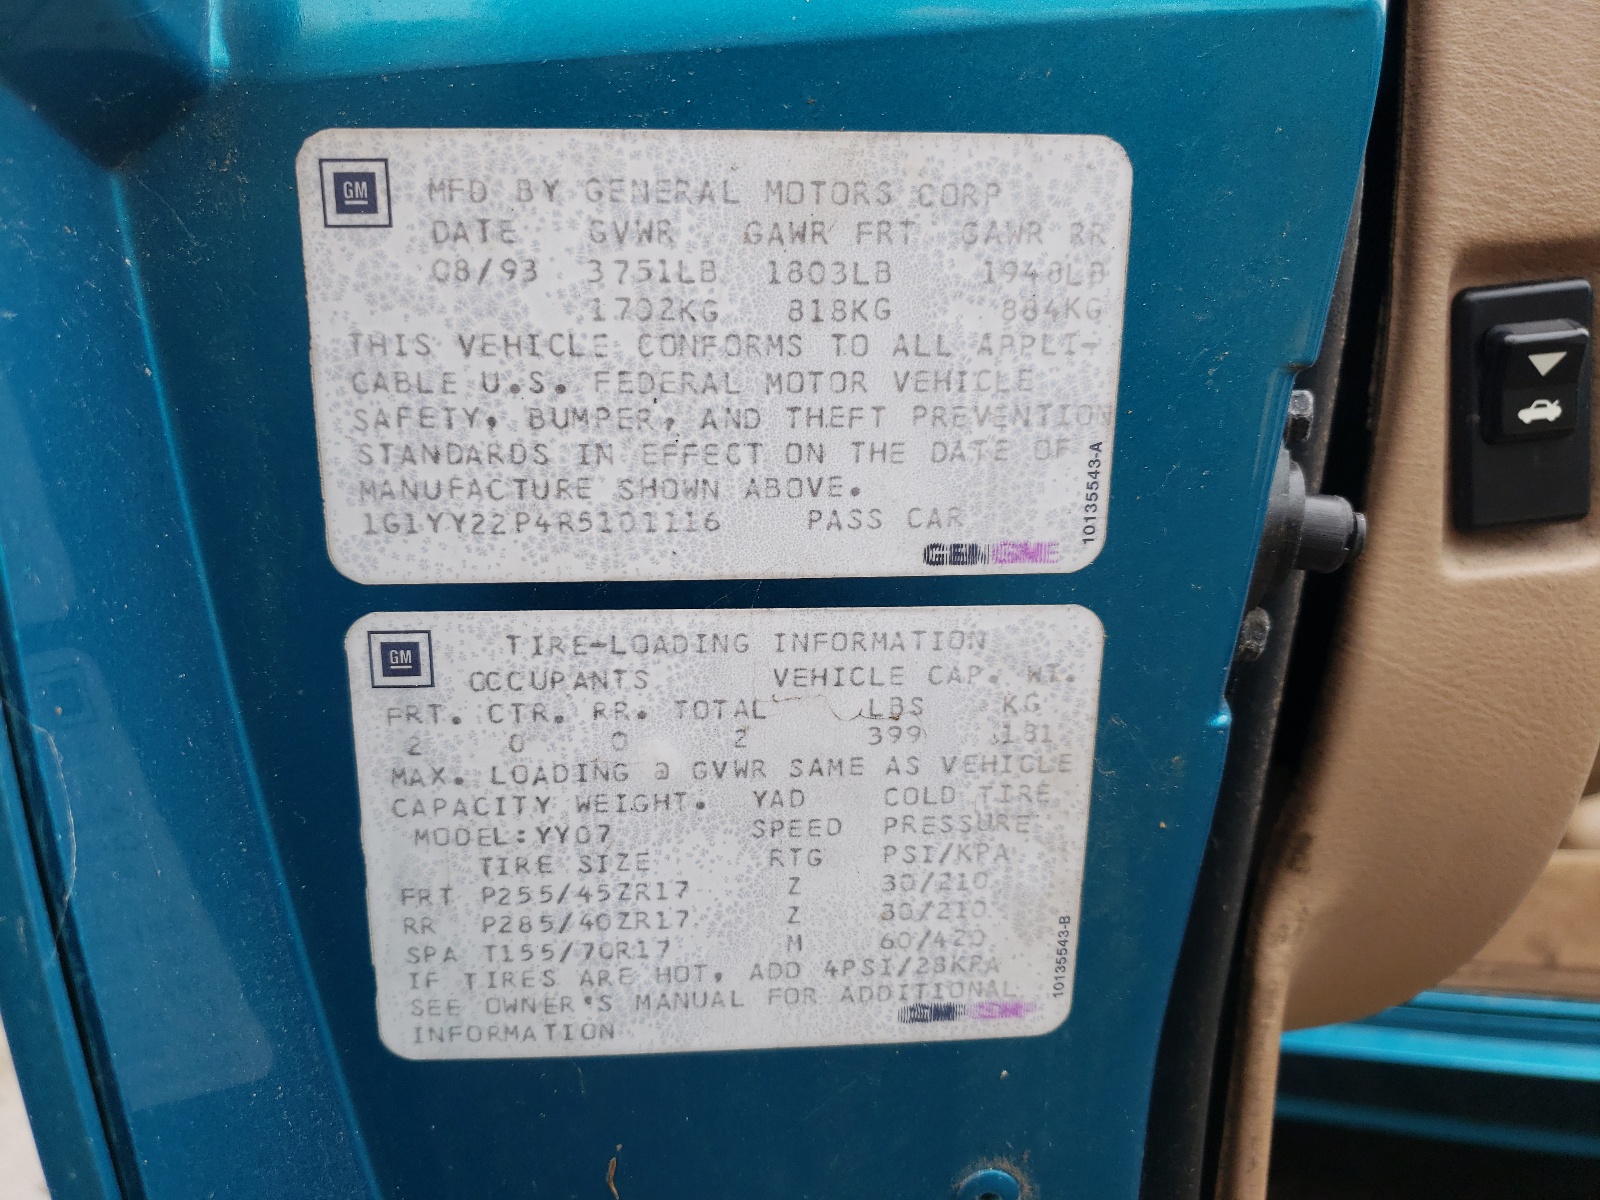 GM
MFD BY GENERAL MOTORS CORP
DATE GVWR GAWR FRT GAWR RR
08/93 3751LB 1803LB 1948LB
1702KG 818KG 884KG
THIS VEHICLE CONFORMS TO ALL APPLI-
CABLE U.S. FEDERAL MOTOR VEHICLE
SAFETY, BUMPER, AND THEFT PREVENTION
STANDARDS IN EFFECT ON THE DATE OF
MANUFACTURE SHOWN ABOVE.
1G1YY22P4R5101116 PASS CAR
10135543-A
GM
TIRE-LOADING INFORMATION
OCCUPANTS VEHICLE CAP. WT.
FRT. CTR. RR. TOTAL LBS KG
2 0 0 2 399 181
MAX. LOADING @ GVWR SAME AS VEHICLE
CAPACITY WEIGHT. YAD COLD TIRE
MODEL:YY07 SPEED PRESSURE
TIRE SIZE RTG PSI/KPA
FRT P255/45ZR17 Z 30/210
RR P285/40ZR17 Z 30/210
SPA T155/70R17 M 60/420
IF TIRES ARE HOT, ADD 4PSI/28KPA
SEE OWNER'S MANUAL FOR ADDITIONAL
INFORMATION
10135543-B